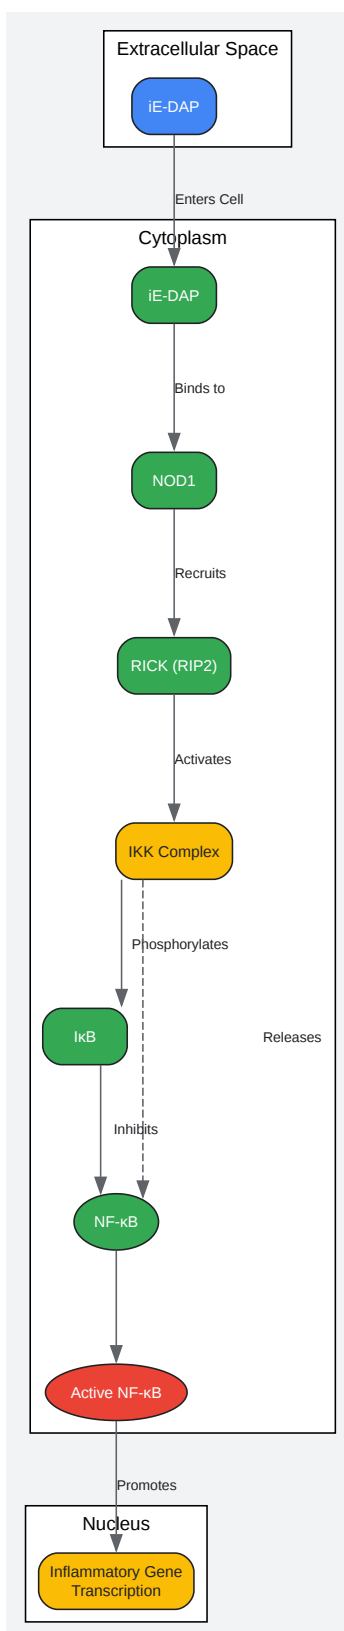 Extracellular Space
iE-DAP
Enters Cell
Cytoplasm
iE-DAP
Binds to
NOD1
Recruits
RICK (RIP2)
Activates
IKK Complex
Phosphorylates
IκB
Releases
Inhibits
NF-κB
Active NF-κB
Promotes
Nucleus
Inflammatory Gene
Transcription